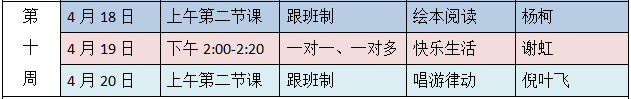 第十周
4月18日 上午第二节课 跟班制 绘本阅读 杨柯
4月19日 下午 2:00-2:20 一对一、一对多 快乐生活 谢虹
4月20日 上午第二节课 跟班制 唱游律动 倪叶飞